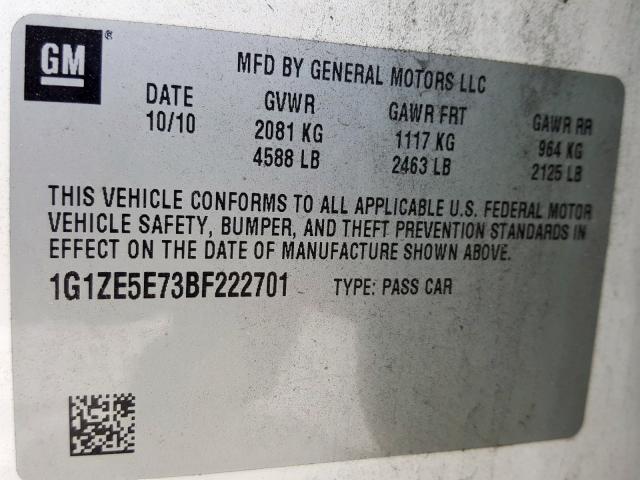 GM®
MFD BY GENERAL MOTORS LLC
DATE GVWR GAWR FRT GAWR RR
10/10 2081 KG 1117 KG 964 KG
4588 LB 2463 LB 2125 LB
THIS VEHICLE CONFORMS TO ALL APPLICABLE U.S. FEDERAL MOTOR
VEHICLE SAFETY, BUMPER, AND THEFT PREVENTION STANDARDS IN
EFFECT ON THE DATE OF MANUFACTURE SHOWN ABOVE.
1G1ZE5E73BF222701 TYPE: PASS CAR